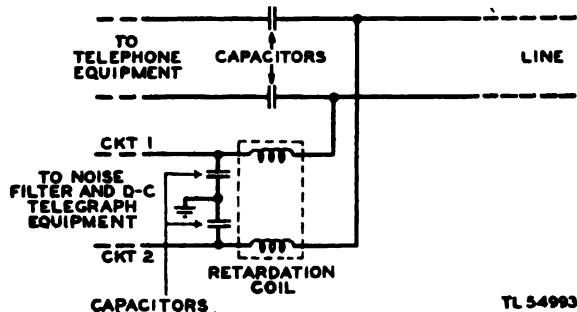 TO
TELEPHONE
EQUIPMENT
CAPACITORS
LINE
CKT 1
TO NOISE
FILTER AND D-C
TELEGRAPH
EQUIPMENT
CKT 2
RETARDATION
COIL
CAPACITORS
TL 54993